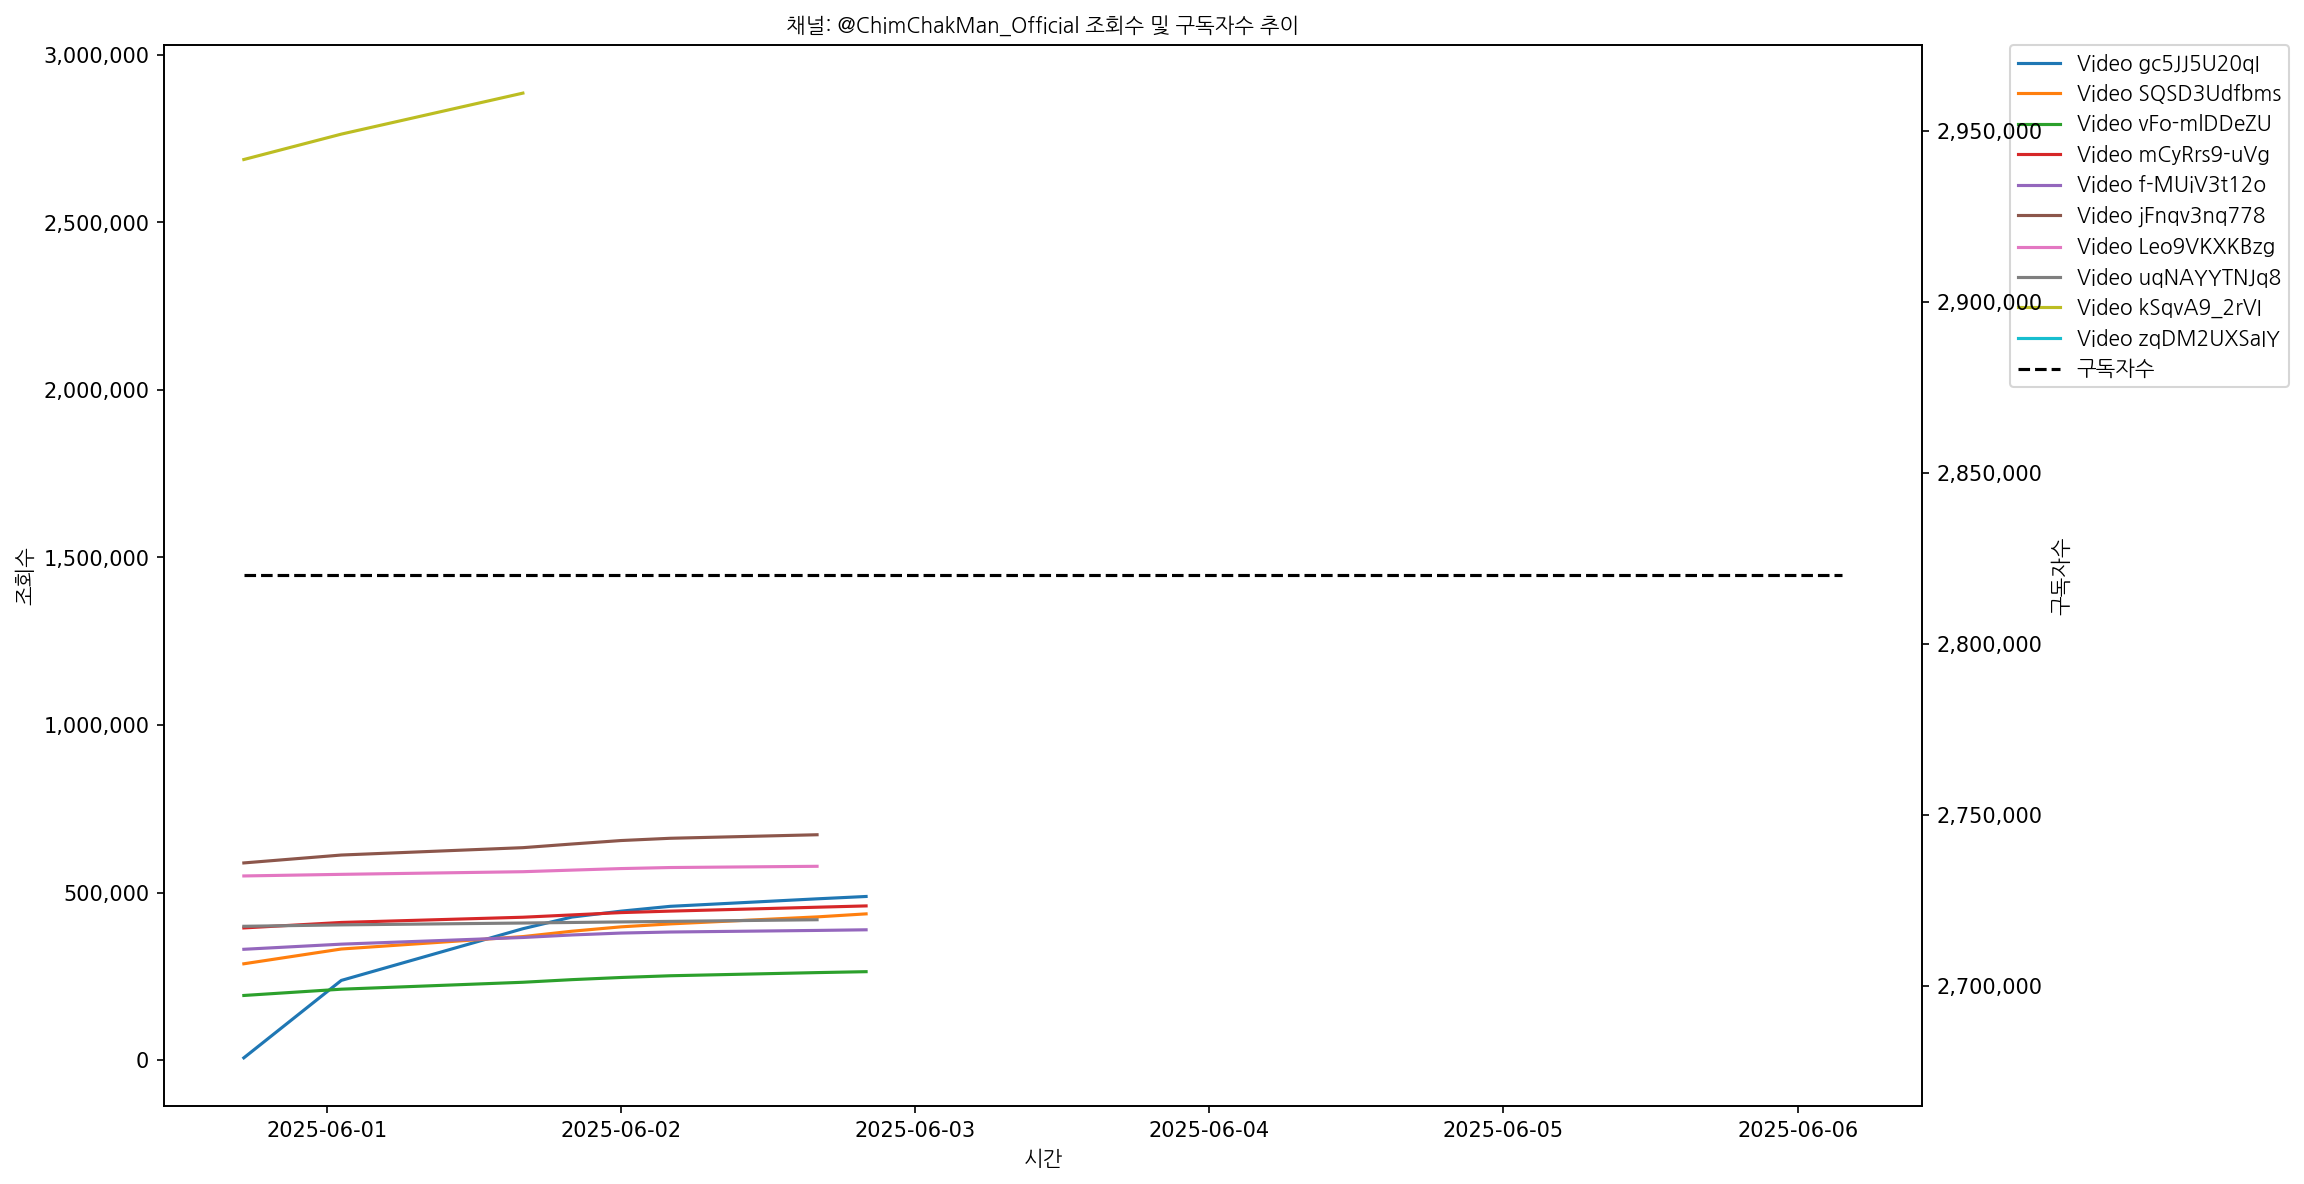 채널: @ChimChakMan_Official 조회수 및 구독자수 추이
조회수
3,000,000
2,500,000
2,000,000
1,500,000
1,000,000
500,000
0
2025-06-01
2025-06-02
2025-06-03
2025-06-04
2025-06-05
2025-06-06
시간
2,950,000
2,900,000
2,850,000
2,800,000
2,750,000
2,700,000
구독자수
Video gc5JJ5U20qI
Video SQSD3Udfbms
Video vFo-mlDDeZU
Video mCyRrs9-uVg
Video f-MUiV3t12o
Video jFnqv3nq778
Video Leo9VKXKBzg
Video uqNAYYTNJq8
Video kSqvA9_2rVI
Video zqDM2UXSaIY
구독자수